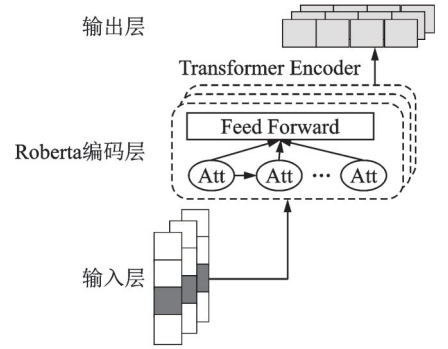 输出层
Transformer Encoder
Feed Forward
Roberta编码层
Att Att ··· Att
输入层